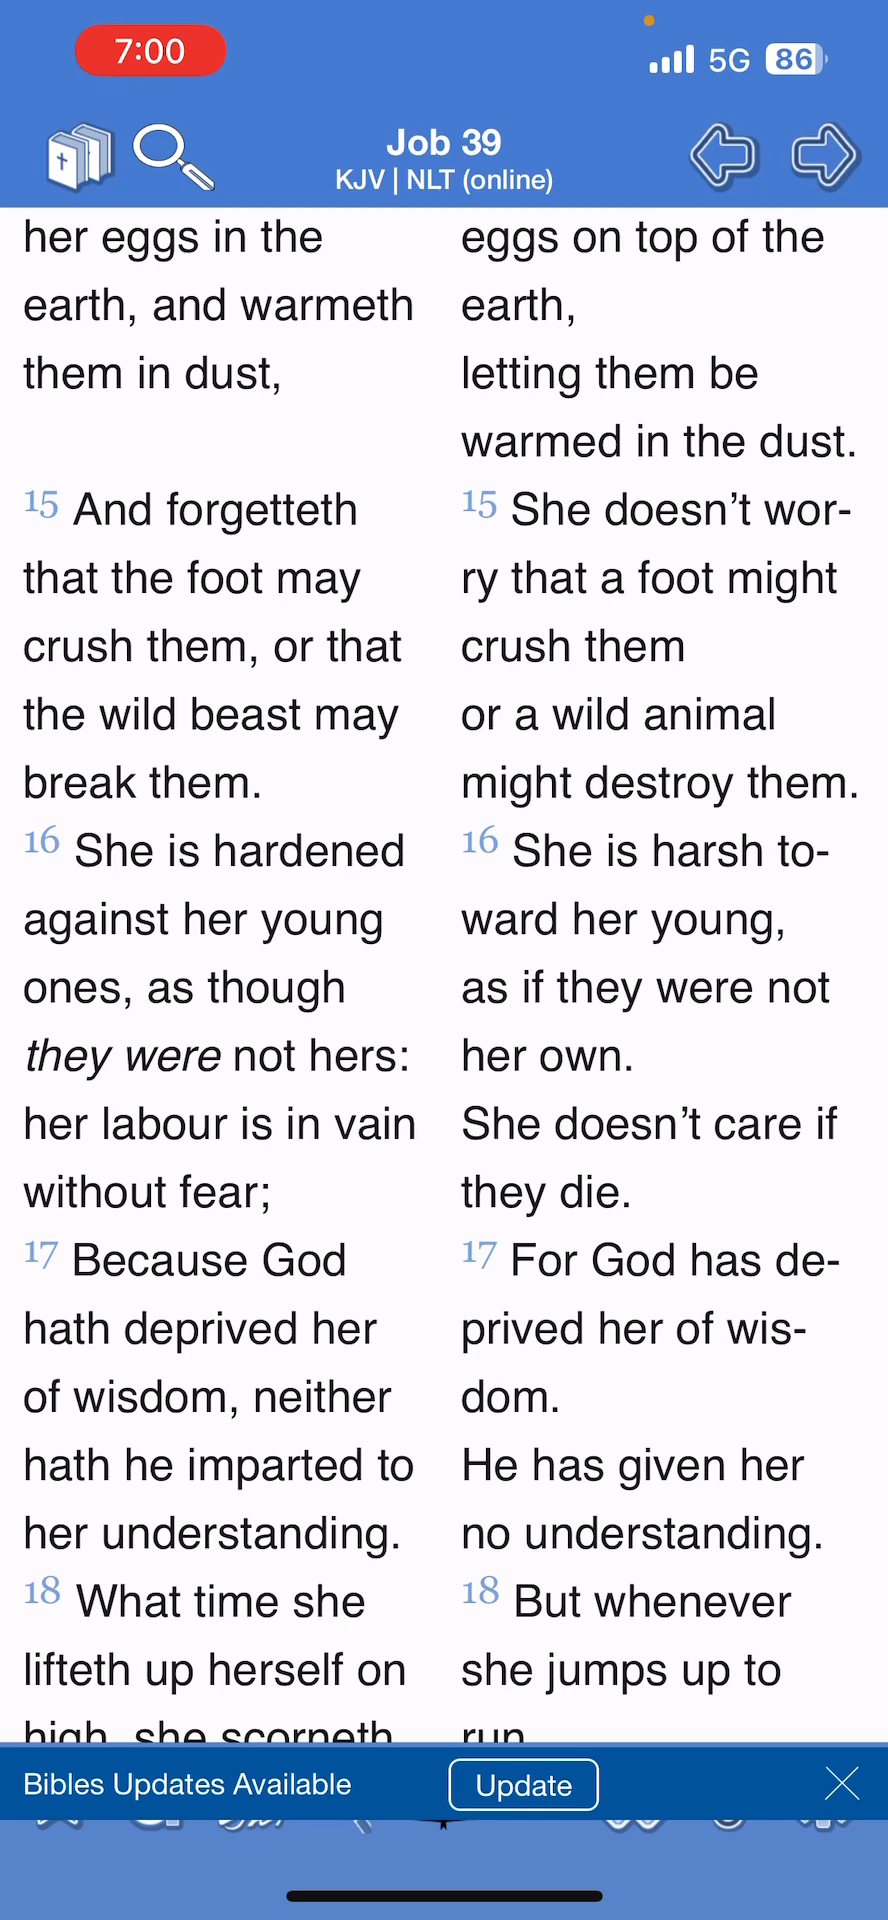 7:00
5G 86
Job 39
KJV | NLT (online)
her eggs in the
earth, and warmeth
them in dust,
15 And forgetteth
that the foot may
crush them, or that
the wild beast may
break them.
16 She is hardened
against her young
ones, as though
they were not hers:
her labour is in vain
without fear;
17 Because God
hath deprived her
of wisdom, neither
hath he imparted to
her understanding.
18 What time she
lifteth up herself on
high, she scorneth
eggs on top of the
earth,
letting them be
warmed in the dust.
15 She doesn’t wor-
ry that a foot might
crush them
or a wild animal
might destroy them.
16 She is harsh to-
ward her young,
as if they were not
her own.
She doesn’t care if
they die.
17 For God has de-
prived her of wis-
dom.
He has given her
no understanding.
18 But whenever
she jumps up to
run
Bibles Updates Available
Update